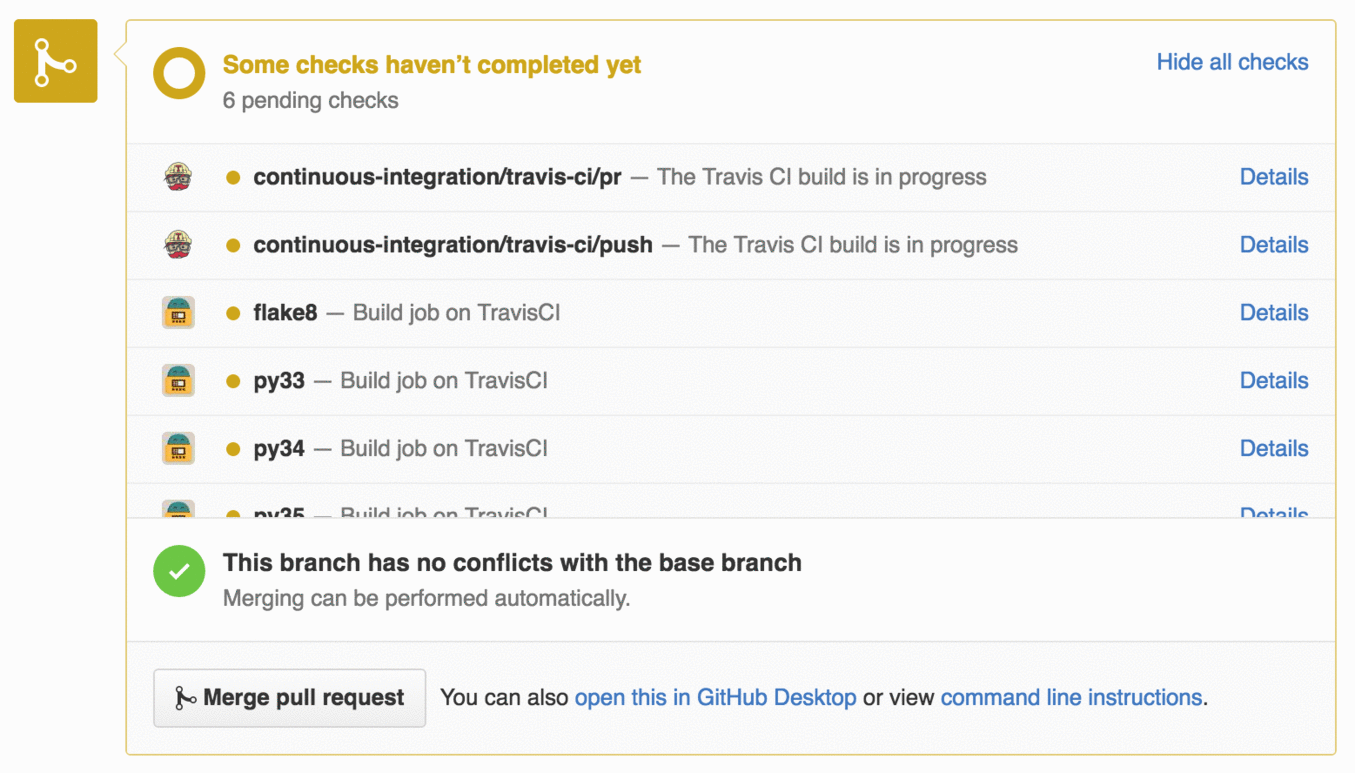 Some checks haven’t completed yet
Hide all checks
6 pending checks
continuous-integration/travis-ci/pr — The Travis CI build is in progress Details
continuous-integration/travis-ci/push — The Travis CI build is in progress Details
flake8 — Build job on TravisCI Details
py33 — Build job on TravisCI Details
py34 — Build job on TravisCI Details
py35 — Build job on TravisCI Details
This branch has no conflicts with the base branch
Merging can be performed automatically.
Merge pull request You can also open this in GitHub Desktop or view command line instructions.